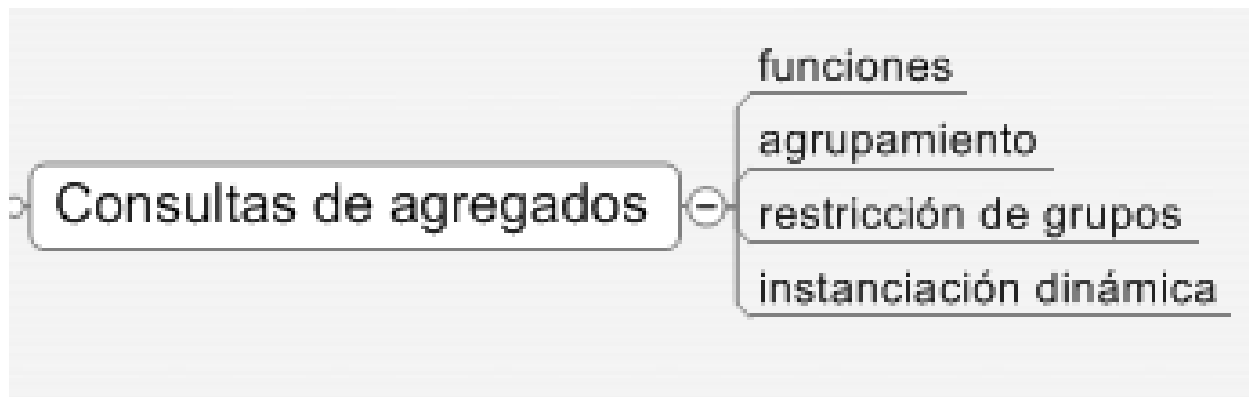 Consultas de agregados
funciones
agrupamiento
restricción de grupos
instanciación dinámica